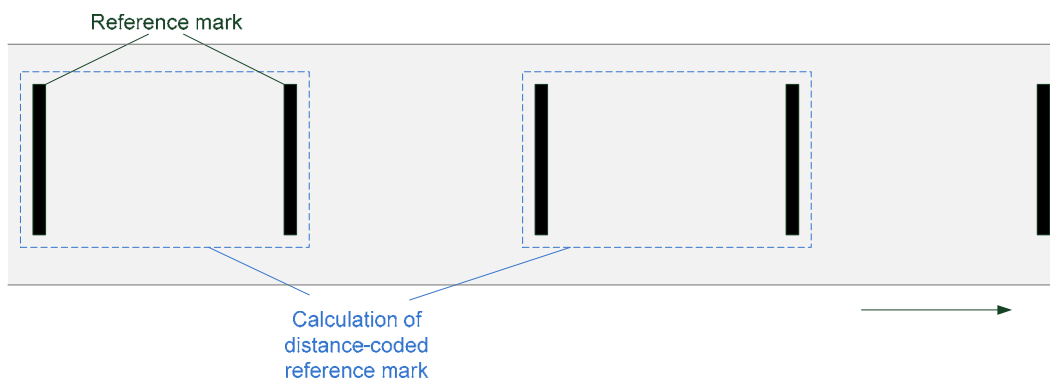 Reference mark
Calculation of
distance-coded
reference mark